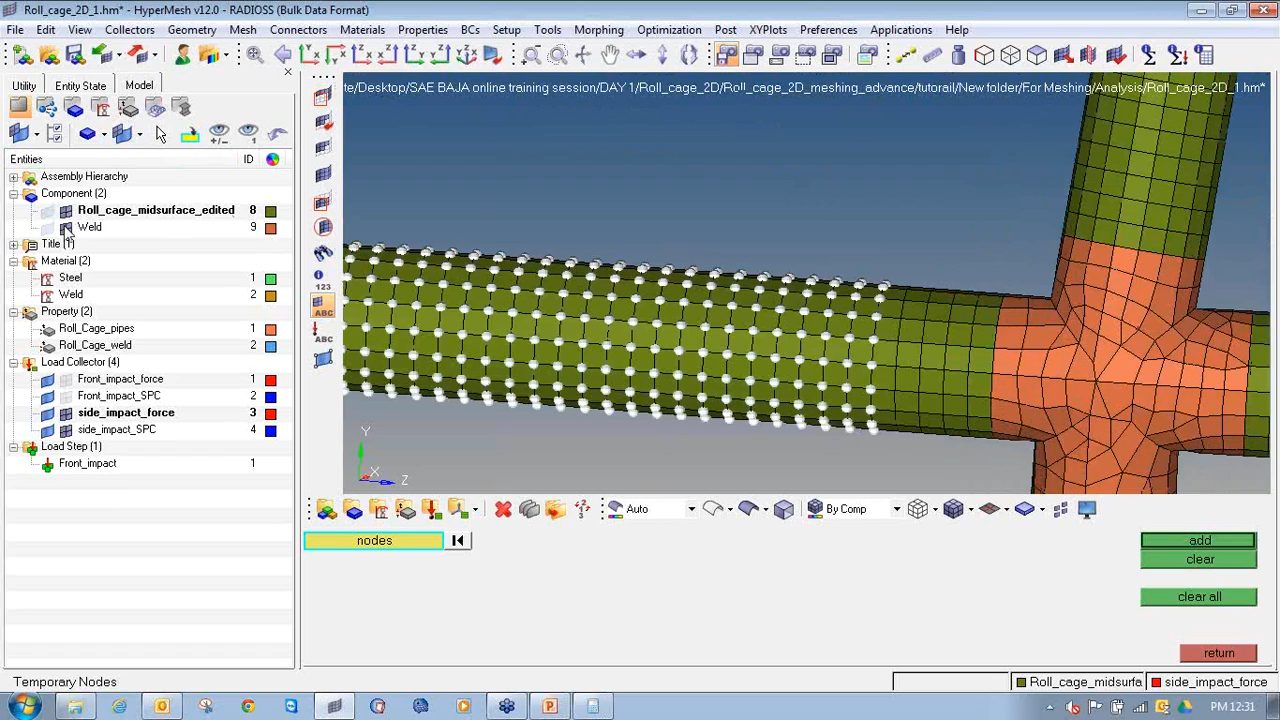 Roll_cage_2D_1.hm* - HyperMesh v12.0 - RADIOSS (Bulk Data Format)
File Edit View Collectors Geometry Mesh Connectors Materials Properties BCs Setup Tools Morphing Optimization Post XYPlots Preferences Applications Help
Utility Entity State Model
te/Desktop/SAE BAJA online training session/DAY 1/Roll_cage_2D/Roll_cage_2D_meshing_advance/tutorail/New folder/For Meshing/Analysis/Roll_cage_2D_1.hm*
Entities ID
Assembly Hierarchy
Component (2)
Roll_cage_midsurface_edited 8
Weld 9
Title (1)
Material (2)
Steel 1
Weld 2
Property (2)
Roll_Cage_pipes 1
Roll_Cage_weld 2
Load Collector (4)
Front_impact_force 1
Front_impact_SPC 2
side_impact_force 3
side_impact_SPC 4
Load Step (1)
Front_impact 1
123
ABC
ABC
Y
X
Z
Auto By Comp
nodes add
clear
clear all
return
Temporary Nodes Roll_cage_midsurfa side_impact_force
PM 12:31